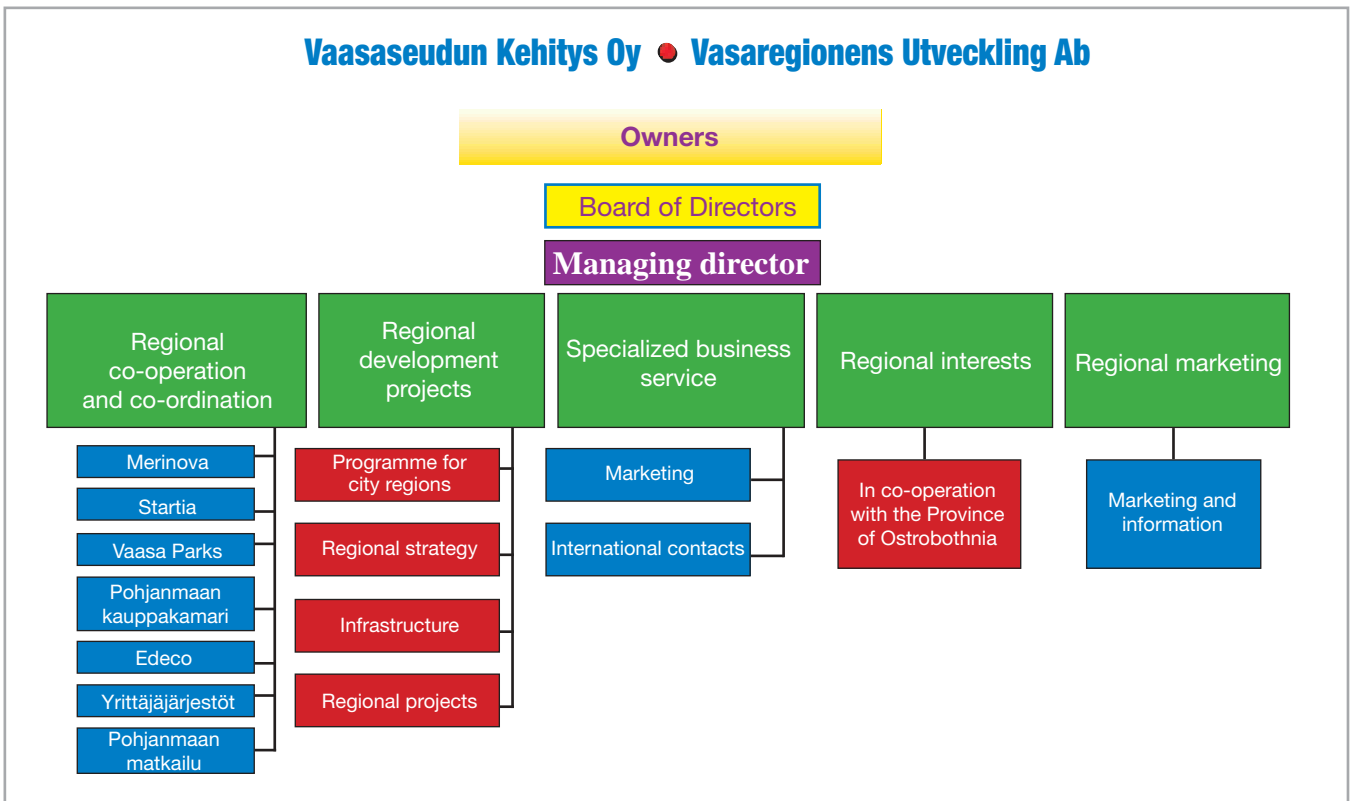 Vaasaseudun Kehitys Oy ● Vasaregionens Utveckling Ab
Owners
Board of Directors
Managing director
Regional
co-operation
and co-ordination
Merinova
Startia
Vaasa Parks
Pohjanmaan
kauppakamari
Edeco
Yrittäjäjärjestöt
Pohjanmaan
matkailu
Regional
development
projects
Programme for
city regions
Regional strategy
Infrastructure
Regional projects
Specialized business
service
Marketing
International contacts
Regional interests
In co-operation
with the Province
of Ostrobothnia
Regional marketing
Marketing and
information